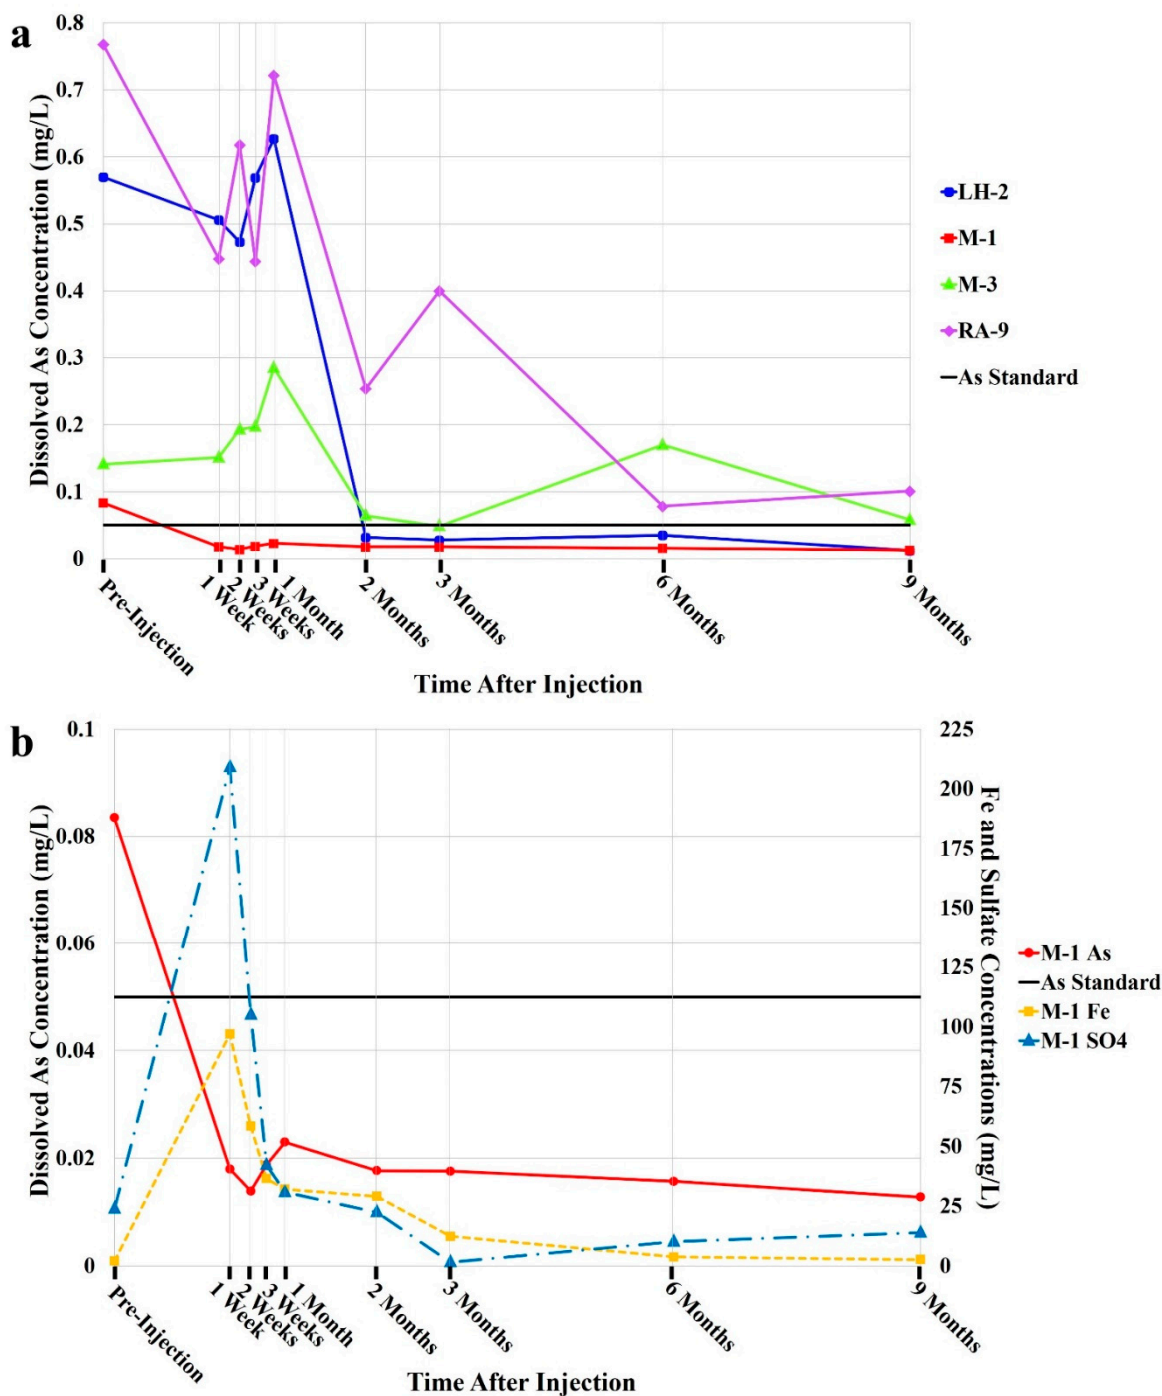 a
Dissolved As Concentration (mg/L)
0.8
0.7
0.6
0.5
0.4
0.3
0.2
0.1
0
Pre-Injection
1 Week
2 Weeks
3 Weeks
1 Month
2 Months
3 Months
6 Months
9 Months
Time After Injection
LH-2
M-1
M-3
RA-9
As Standard
b
Dissolved As Concentration (mg/L)
0.1
0.08
0.06
0.04
0.02
0
225
200
175
150
125
100
75
50
25
0
Fe and Sulfate Concentrations (mg/L)
Pre-Injection
1 Week
2 Weeks
3 Weeks
1 Month
2 Months
3 Months
6 Months
9 Months
Time After Injection
M-1 As
As Standard
M-1 Fe
M-1 SO4